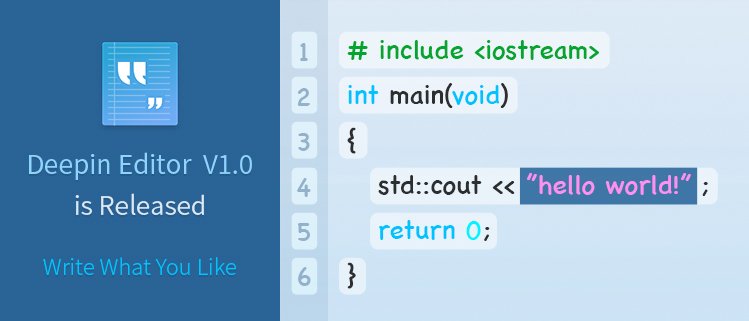 Deepin Editor V1.0
is Released
Write What You Like
1 # include <iostream>
2 int main(void)
3 {
4 std::cout << "hello world!" ;
5 return 0;
6 }